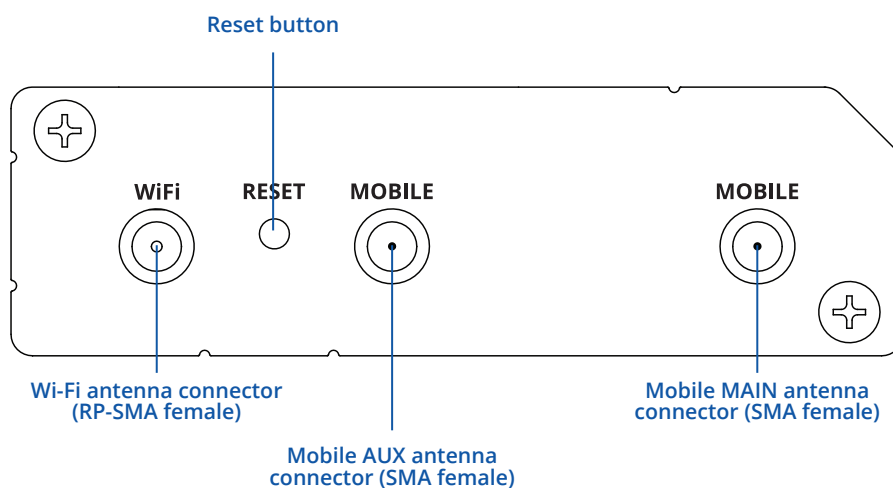 Reset button
WiFi
RESET
MOBILE
MOBILE
Wi-Fi antenna connector
(RP-SMA female)
Mobile AUX antenna
connector (SMA female)
Mobile MAIN antenna
connector (SMA female)